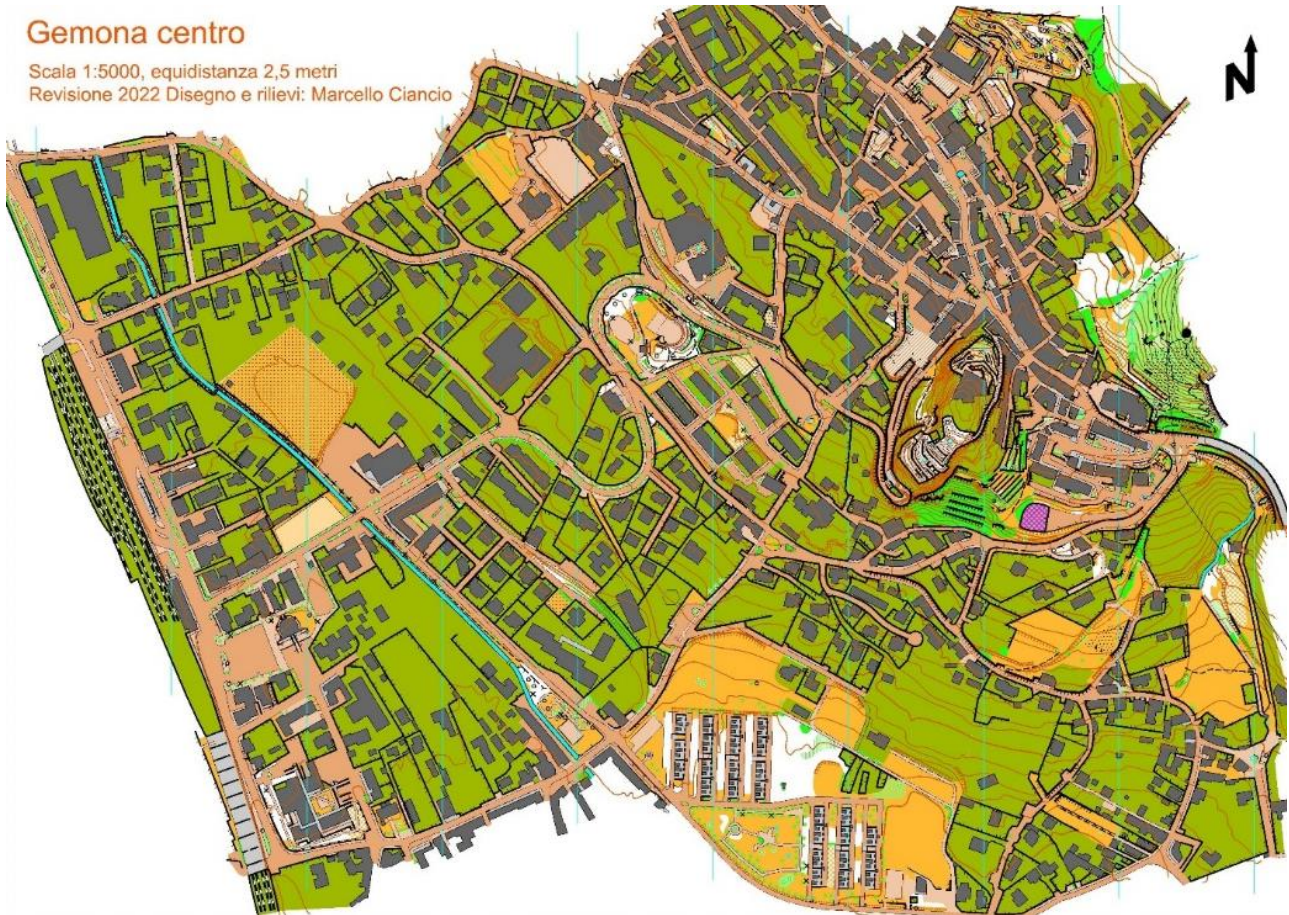 Gemona centro
Scala 1:5000, equidistanza 2,5 metri
Revisione 2022 Disegno e rilievi: Marcello Ciancio
N